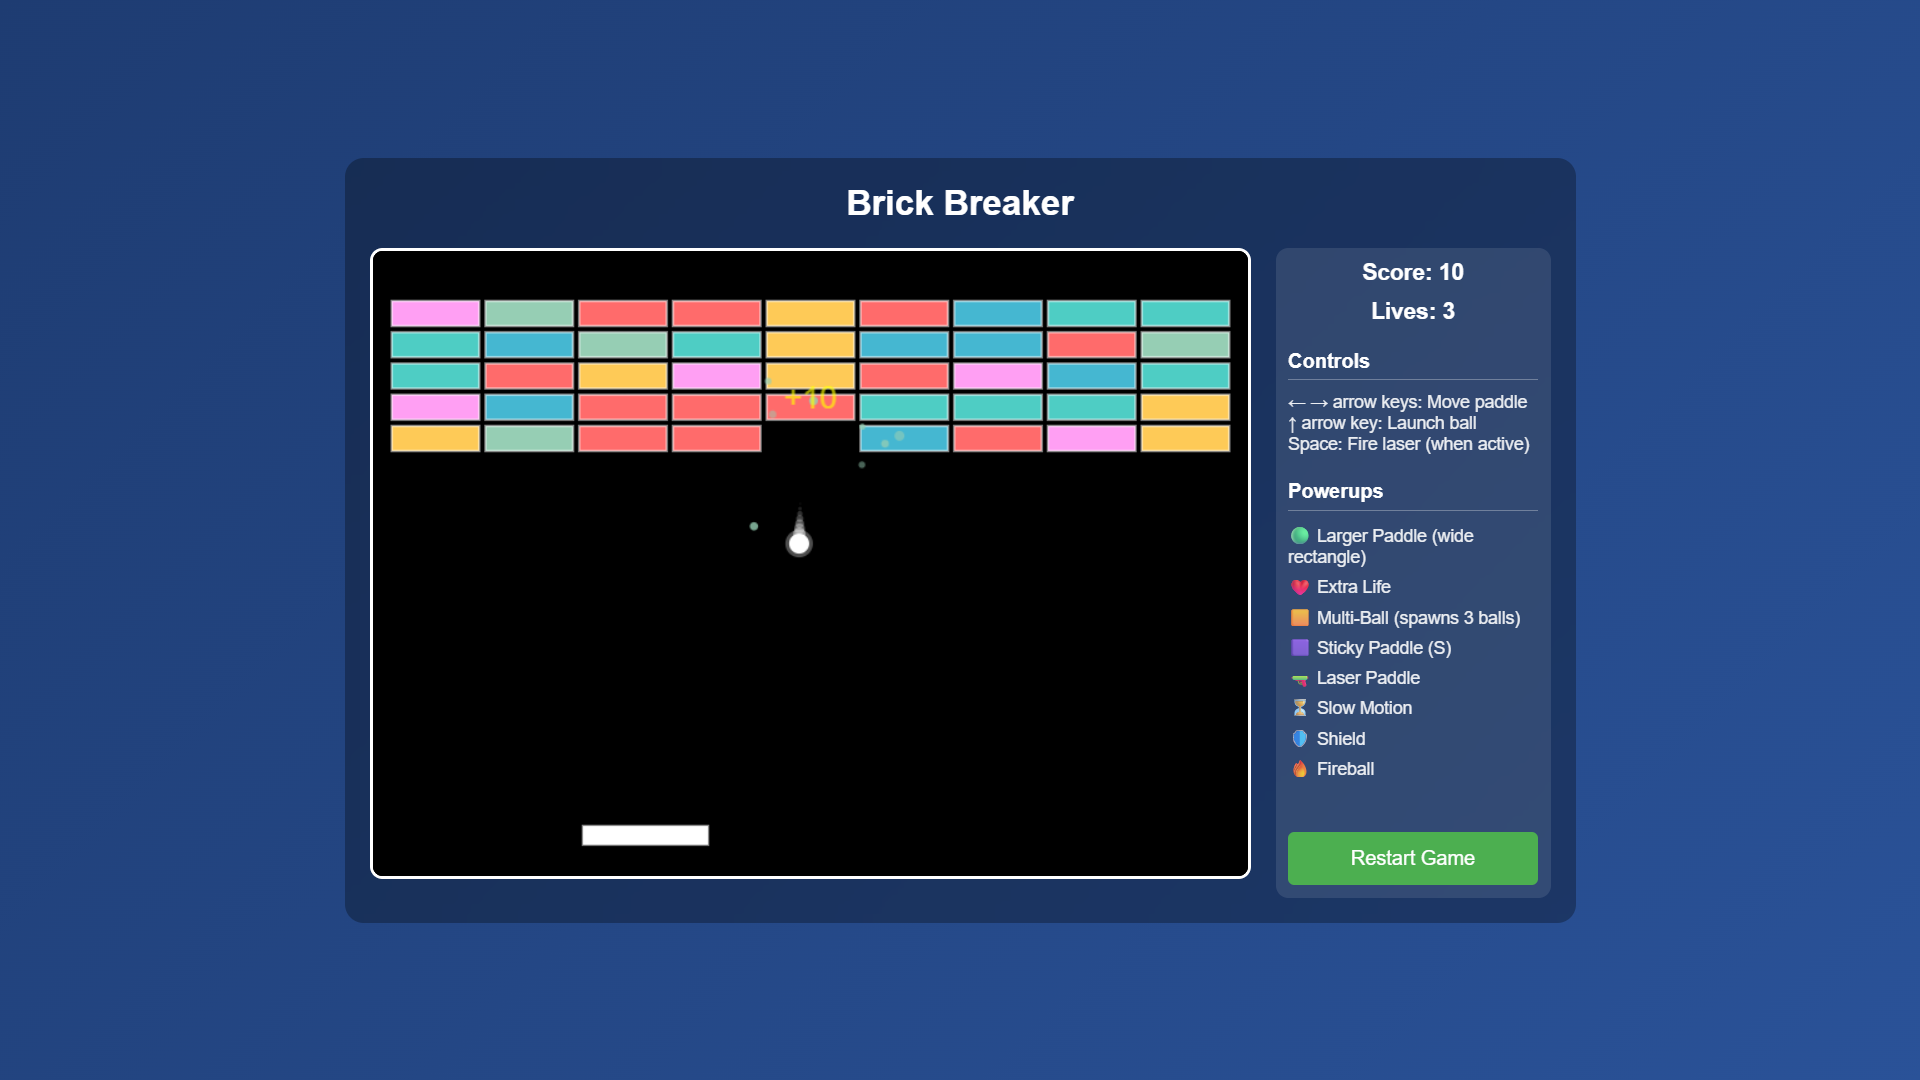 Brick Breaker
+10
Score: 10
Lives: 3
Controls
←→ arrow keys: Move paddle
↑ arrow key: Launch ball
Space: Fire laser (when active)
Powerups
Larger Paddle (wide
rectangle)
Extra Life
Multi-Ball (spawns 3 balls)
Sticky Paddle (S)
Laser Paddle
Slow Motion
Shield
Fireball
Restart Game